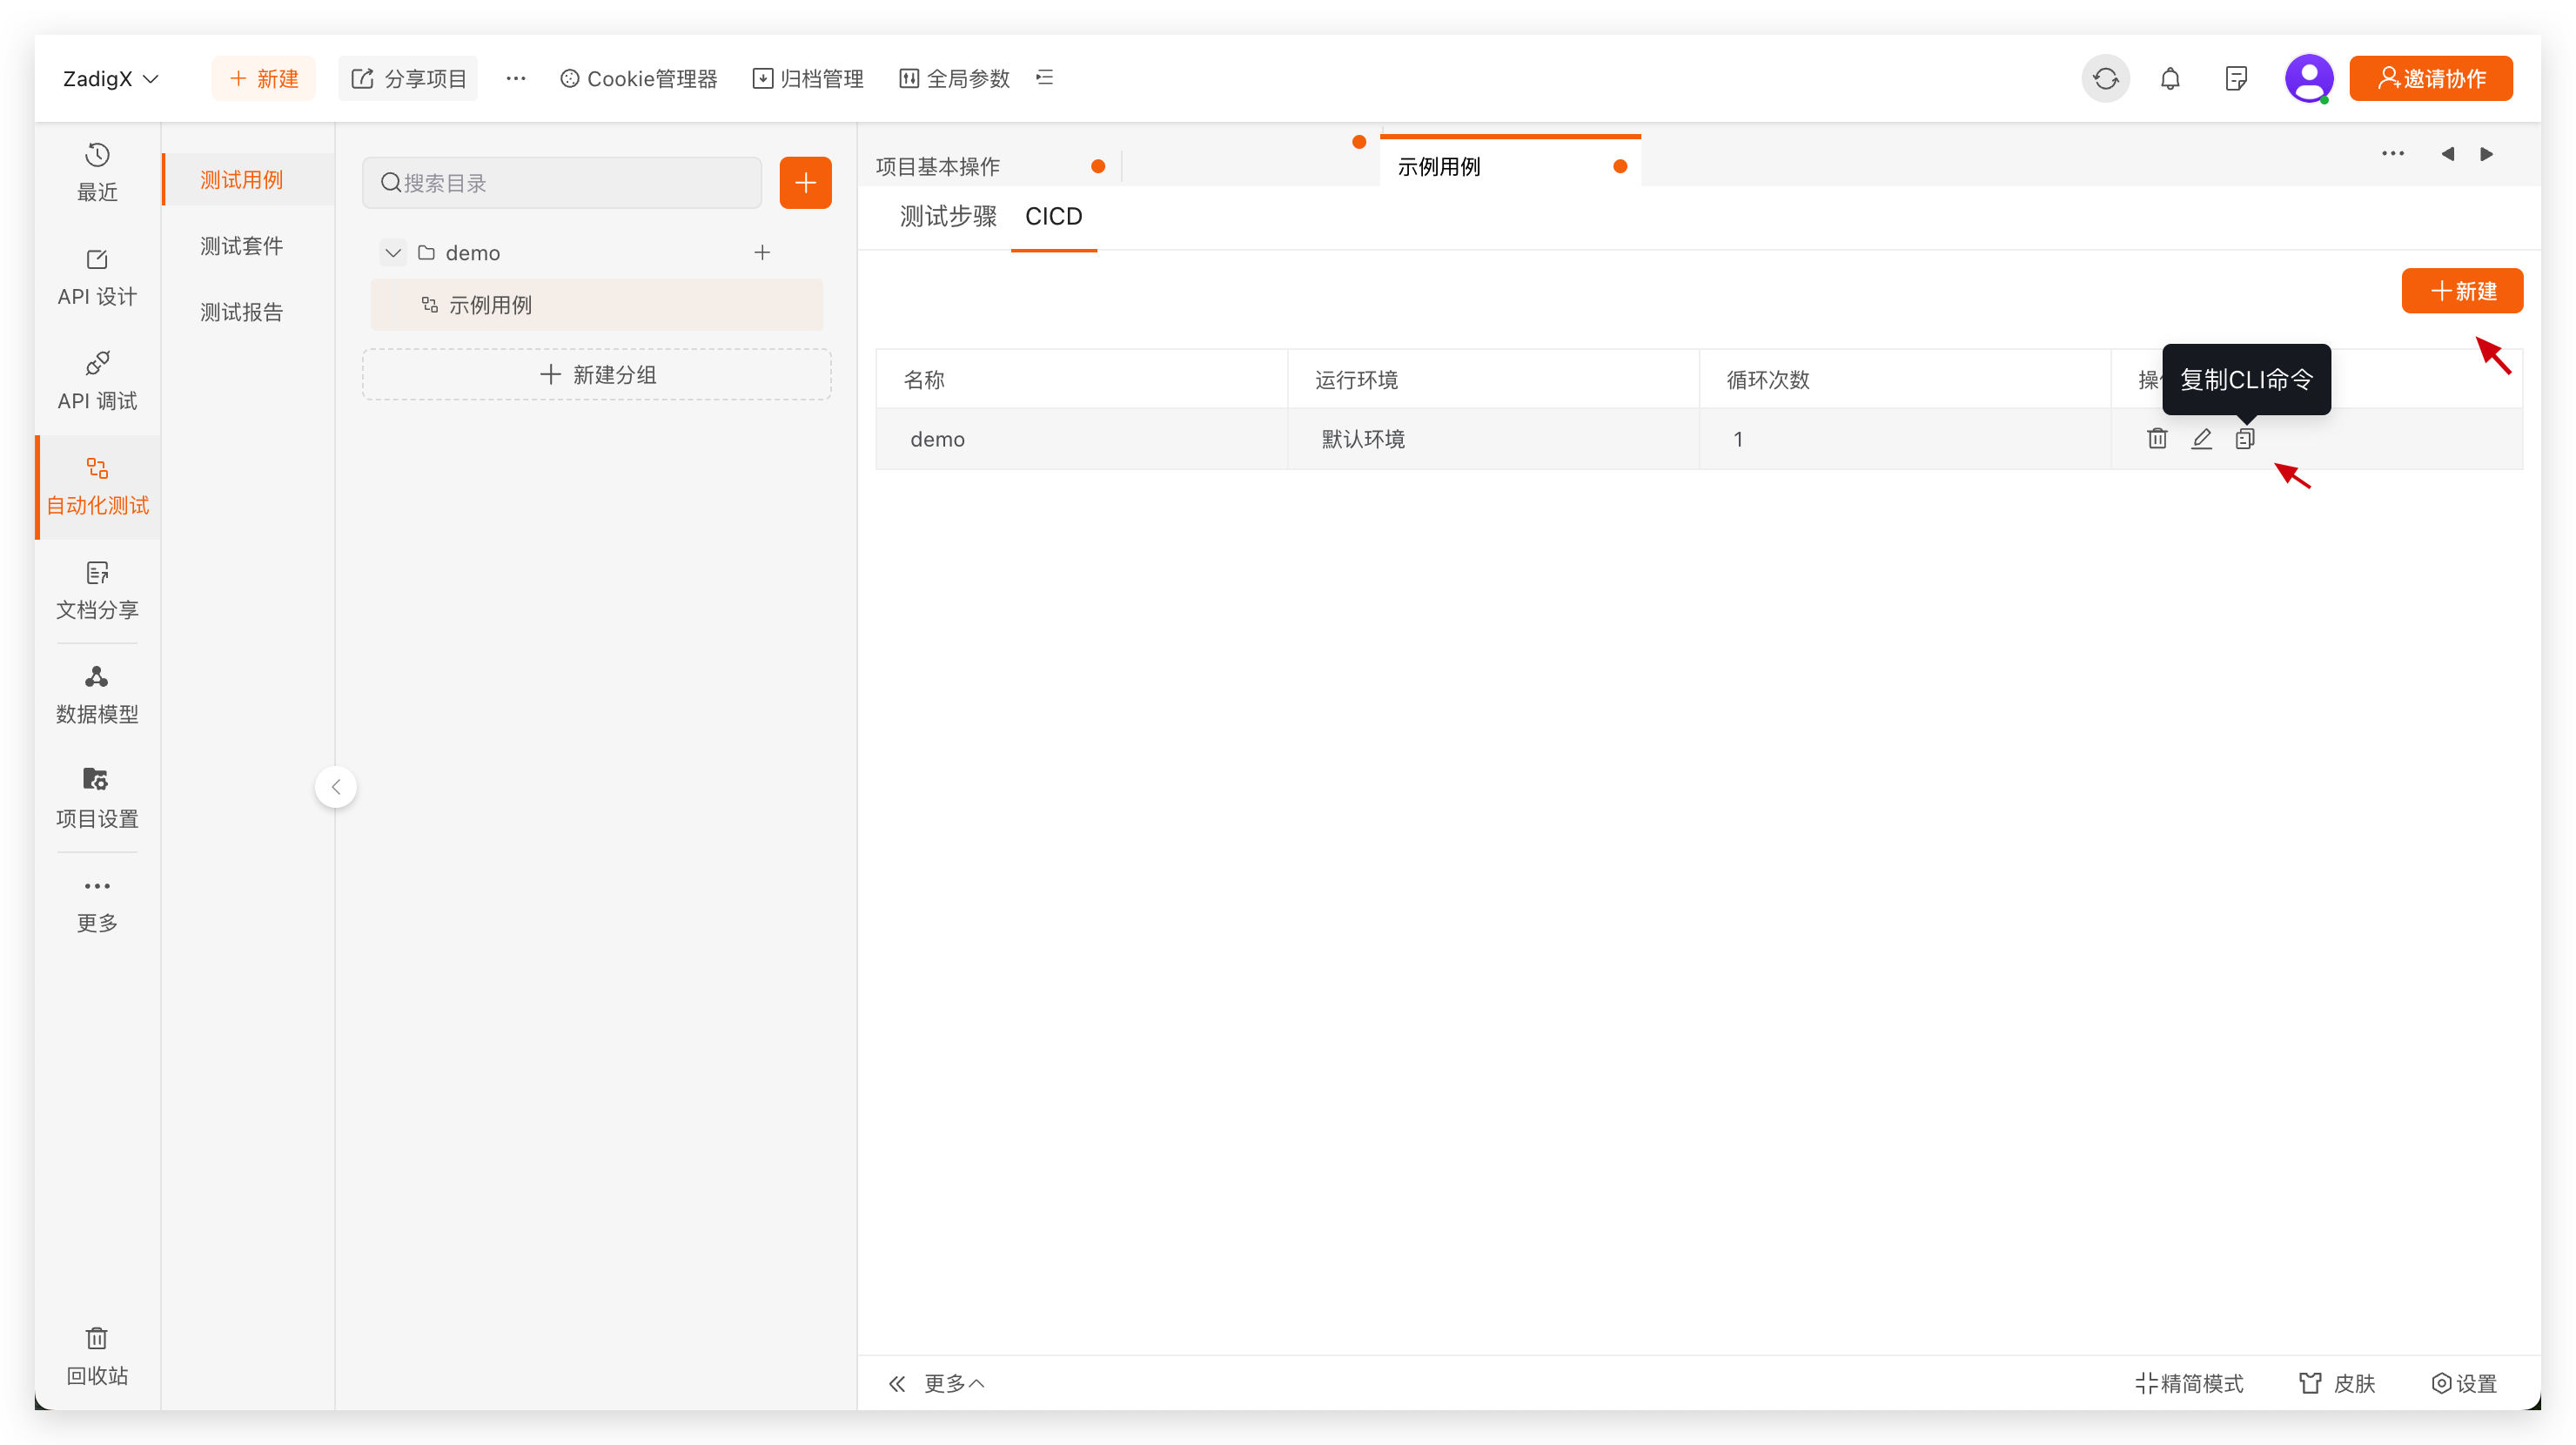 ZadigX
新建
分享项目
Cookie管理器
归档管理
全局参数
邀请协作
最近
API 设计
API 调试
自动化测试
文档分享
数据模型
项目设置
更多
回收站
测试用例
测试套件
测试报告
搜索目录
demo
示例用例
新建分组
项目基本操作
示例用例
测试步骤
CICD
新建
名称
运行环境
循环次数
复制CLI命令
demo
默认环境
1
更多
精简模式
皮肤
设置